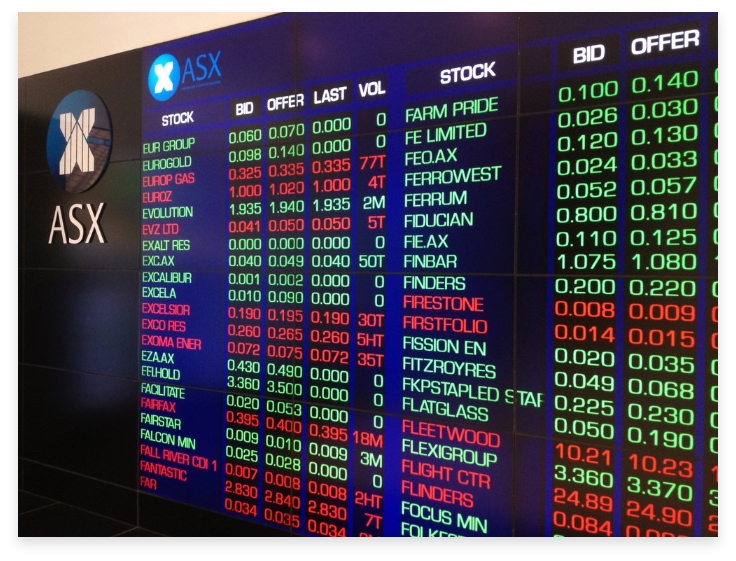 ASX
ASX
STOCK BID OFFER LAST VOL
EUR GROUP 0.060 0.070 0.000 0
EUROGOLD 0.098 0.140 0.000 0
EUROP GAS 0.325 0.335 0.335 77T
EUROZ 1.000 1.020 1.000 4T
EVOLUTION 1.935 1.940 1.935 2M
EVZ LTD 0.041 0.050 0.050 5T
EXALT RES 0.000 0.000 0.000 0
EXC.AX 0.040 0.049 0.040 50T
EXCALIBUR 0.001 0.002 0.000 0
EXCELA 0.010 0.090 0.000 0
EXCELSIOR 0.190 0.195 0.190 30T
EXCO RES 0.260 0.265 0.260 5HT
EXOMA ENER 0.072 0.075 0.072 35T
EZA.AX 0.430 0.490 0.000 0
FFI.HOLD 3.360 3.500 0.000 0
FACILITATE 0.020 0.053 0.000 0
FAIRFAX 0.395 0.400 0.395 18M
FAIRSTAR 0.009 0.010 0.009 3M
FALCON MIN 0.025 0.028 0.000 0
FALL RIVER CDI 1 0.007 0.008 0.008 2HT
FANTASTIC 2.830 2.840 2.830 7T
FAR 0.034 0.035 0.034
STOCK BID OFFER
FARM PRIDE 0.100 0.140
FE LIMITED 0.026 0.030
FEO.AX 0.120 0.130
FERROWEST 0.024 0.033
FERRUM 0.052 0.057
FIDUCIAN 0.800 0.810
FIE.AX 0.110 0.125
FINBAR 1.075 1.080
FINDERS 0.200 0.220
FIRESTONE 0.008 0.009
FIRSTFOLIO 0.014 0.015
FISSION EN 0.020 0.035
FITZROYRES 0.049 0.068
FKPSTAPLED 0.225 0.230
FLATGLASS 0.050 0.190
FLEETWOOD 10.21 10.23
FLEXIGROUP 3.360 3.370
FLIGHT CTR 24.89 24.90
FLINDERS 0.084
FOCUS MIN